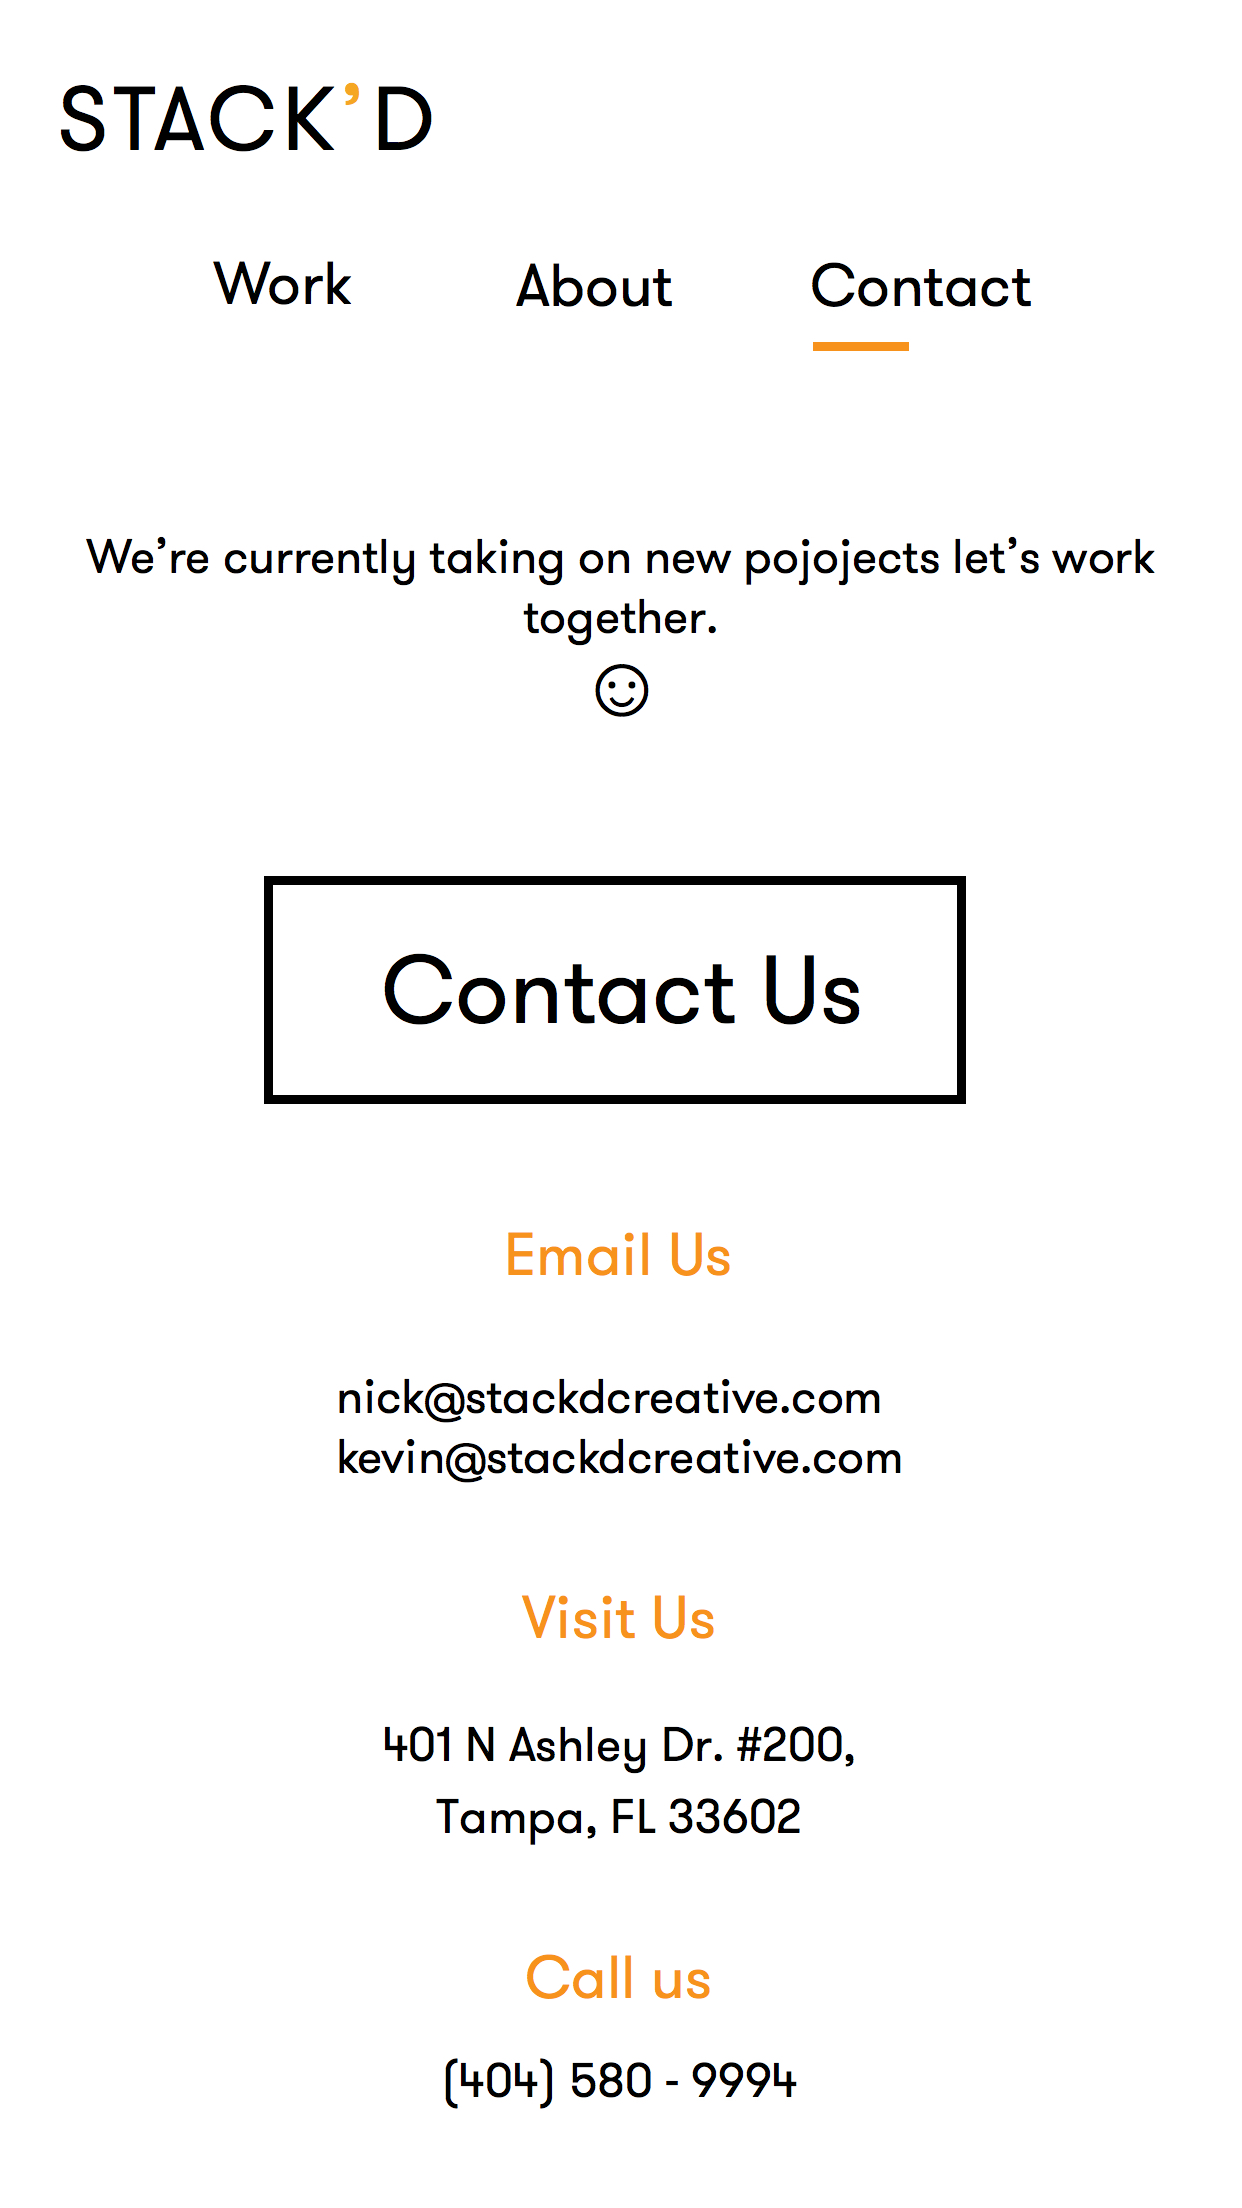 STACK’D
Work About Contact
We’re currently taking on new pojojects let’s work
together.
☺
Contact Us
Email Us
nick@stackdcreative.com
kevin@stackdcreative.com
Visit Us
401 N Ashley Dr. #200,
Tampa, FL 33602
Call us
(404) 580 - 9994